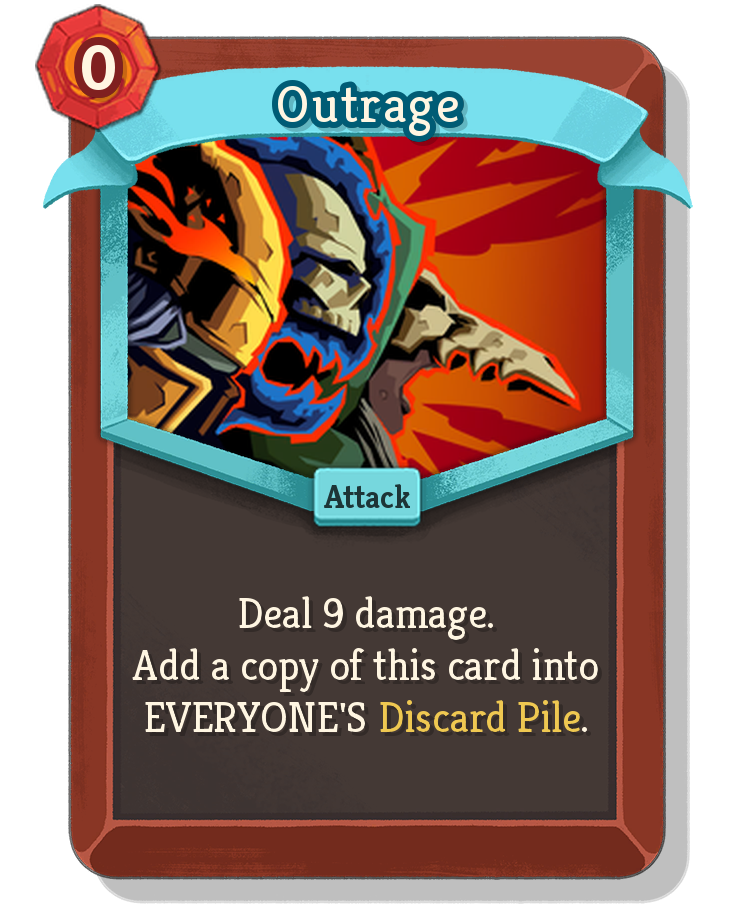 0
Outrage
Attack
Deal 9 damage.
Add a copy of this card into
EVERYONE'S Discard Pile.